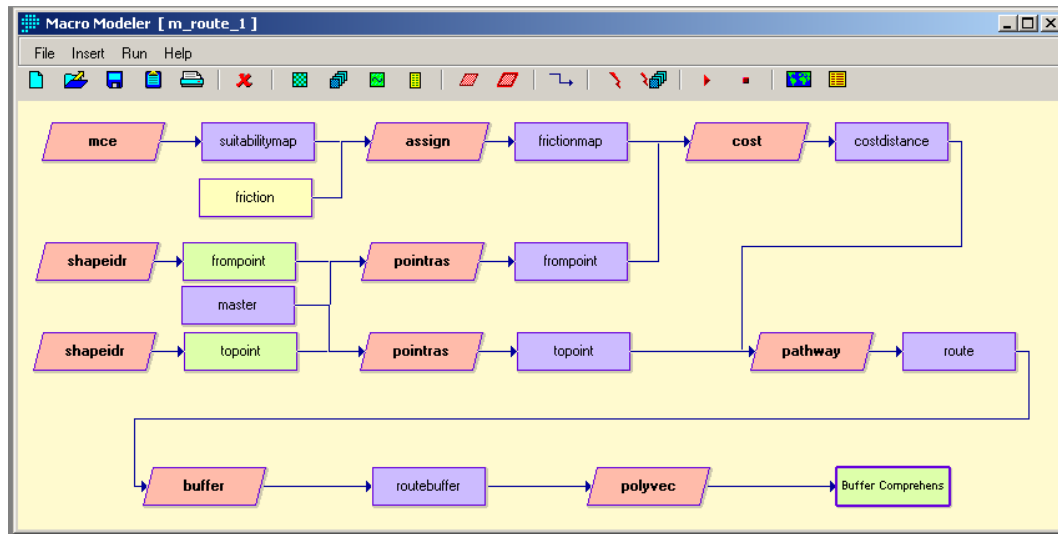 Macro Modeler [ m_route_1 ]
File Insert Run Help
mce suitabilitymap assign frictionmap cost costdistance
friction
shapeidr frompoint pointras frompoint
master
shapeidr topoint pointras topoint pathway route
buffer routebuffer polyvec Buffer Comprehens